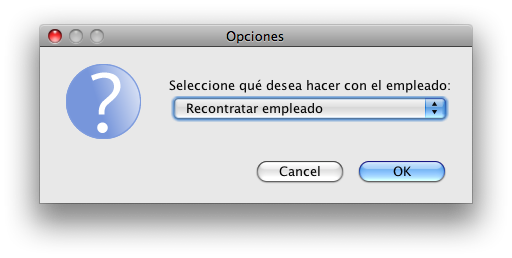 Opciones
Seleccione qué desea hacer con el empleado:
Recontratar empleado
Cancel
OK